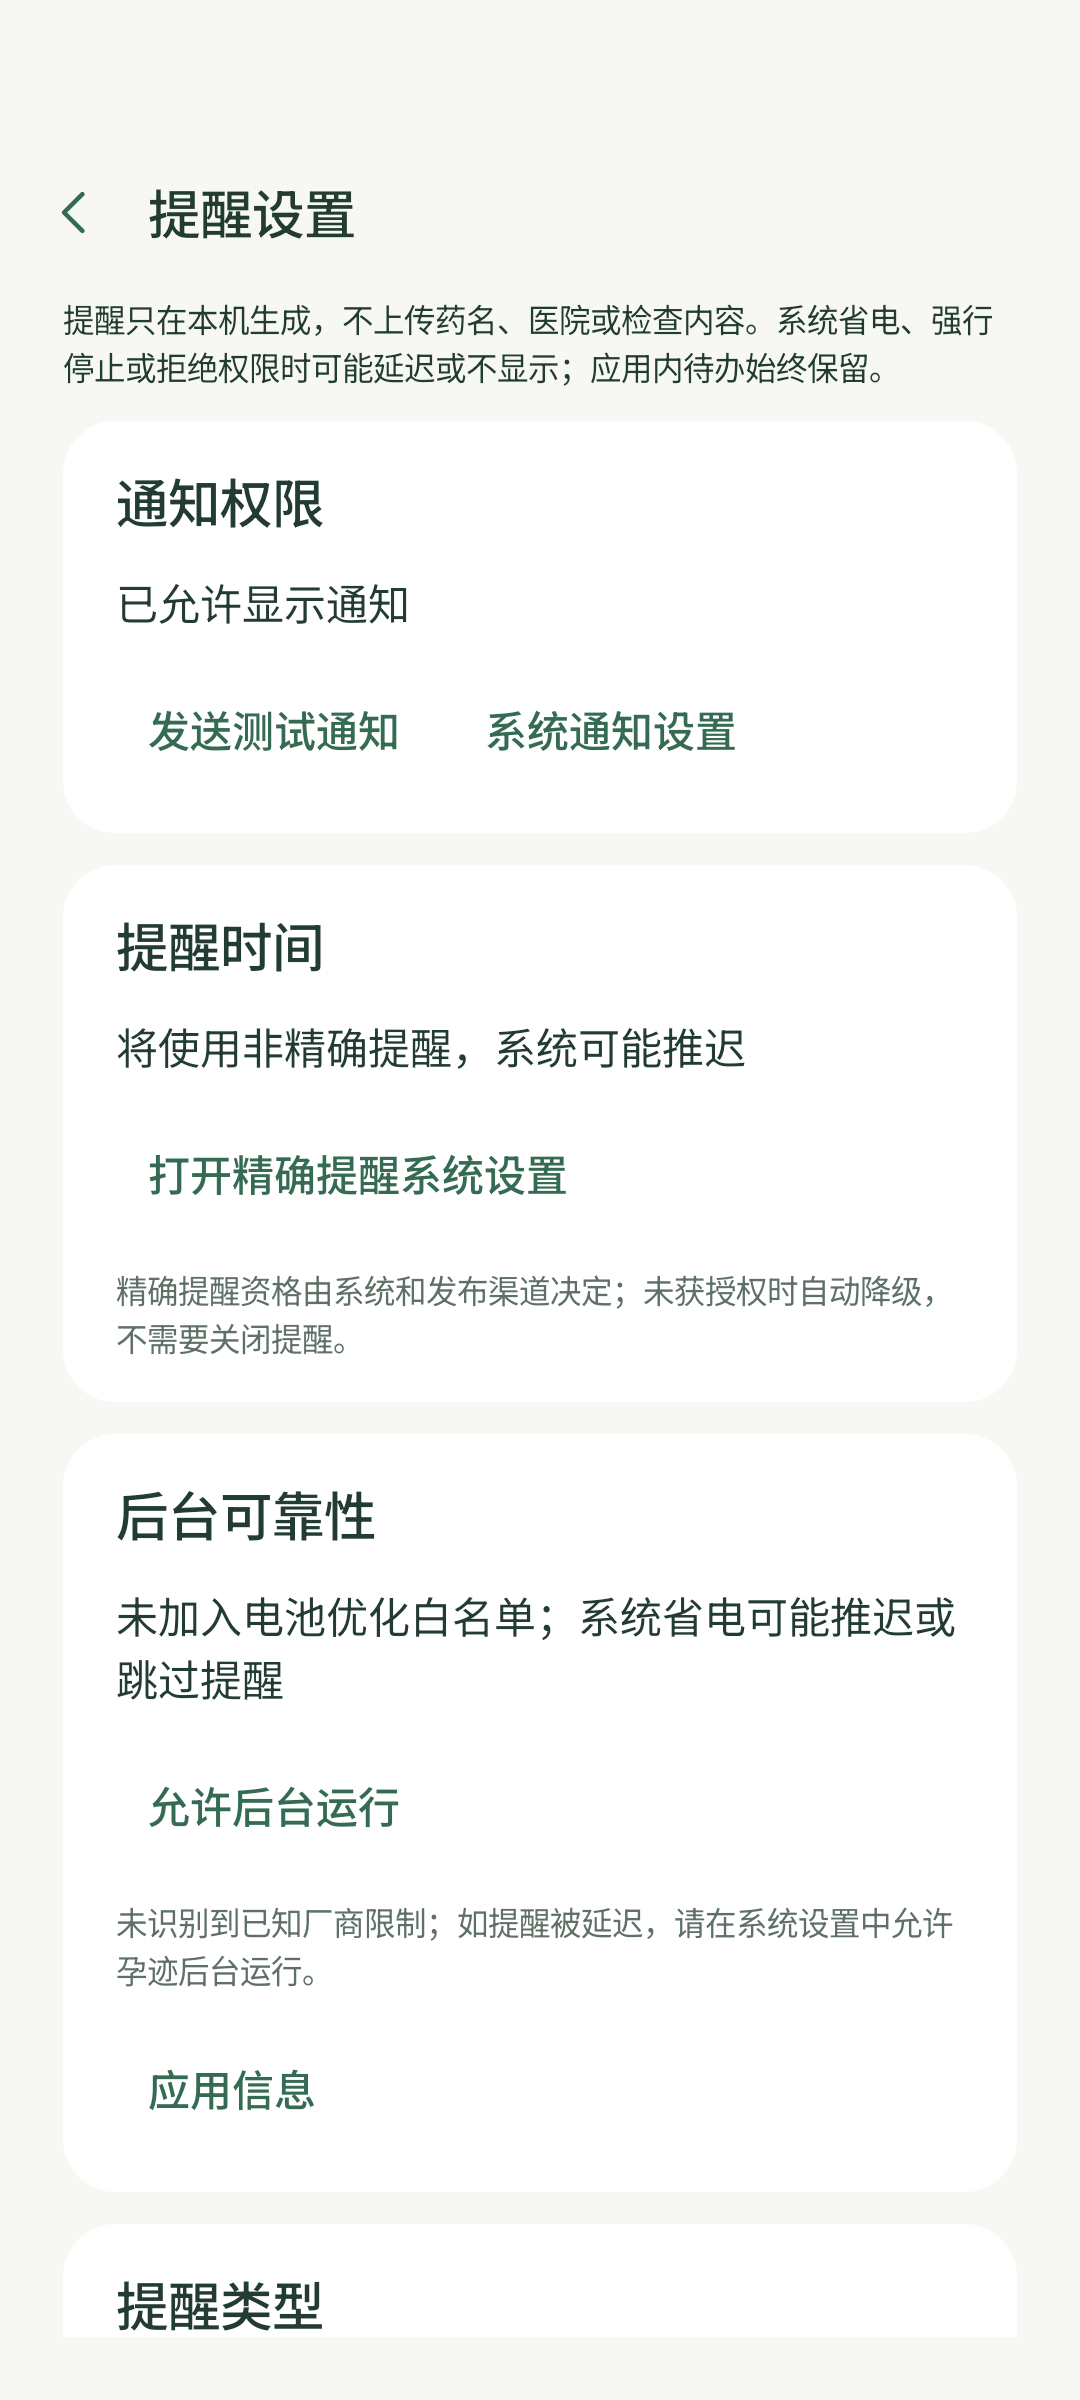 提醒设置
提醒只在本机生成，不上传药名、医院或检查内容。系统省电、强行
停止或拒绝权限时可能延迟或不显示；应用内待办始终保留。
通知权限
已允许显示通知
发送测试通知 系统通知设置
提醒时间
将使用非精确提醒，系统可能推迟
打开精确提醒系统设置
精确提醒资格由系统和发布渠道决定；未获授权时自动降级，
不需要关闭提醒。
后台可靠性
未加入电池优化白名单；系统省电可能推迟或
跳过提醒
允许后台运行
未识别到已知厂商限制；如提醒被延迟，请在系统设置中允许
孕迹后台运行。
应用信息
提醒类型